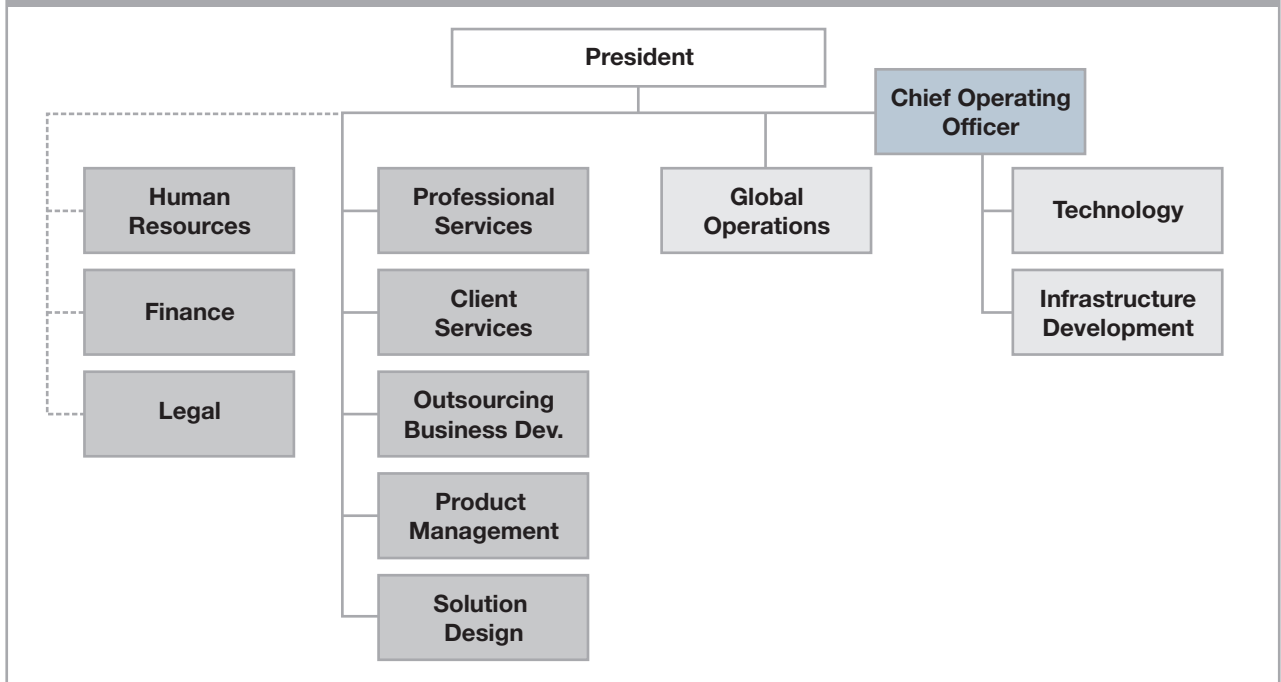 President
Chief Operating
Officer
Human
Resources
Professional
Services
Global
Operations
Technology
Finance
Client
Services
Infrastructure
Development
Legal
Outsourcing
Business Dev.
Product
Management
Solution
Design